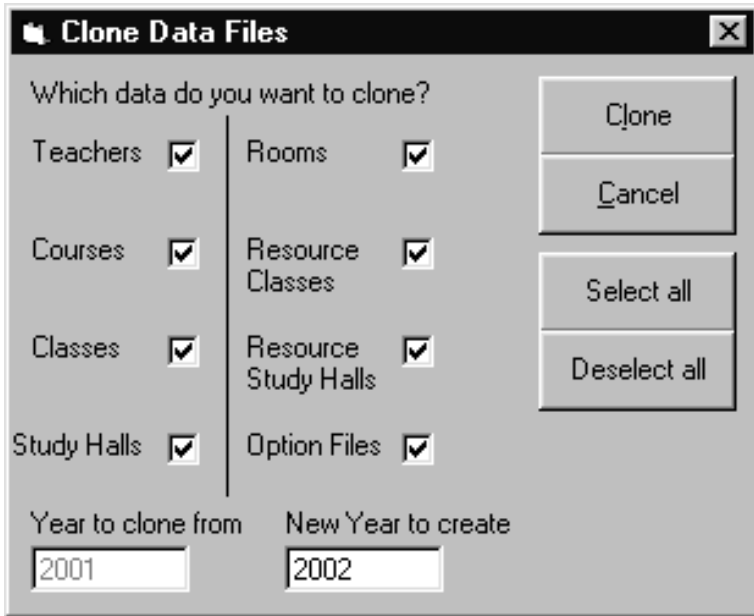 Clone Data Files
Which data do you want to clone?
Teachers
Rooms
Courses
Resource
Classes
Classes
Resource
Study Halls
Study Halls
Option Files
Year to clone from
New Year to create
2001
2002
Clone
Cancel
Select all
Deselect all